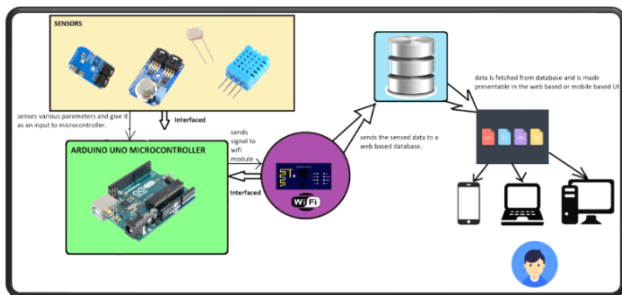 SENSORS
senses various parameters and give it
as an input to microcontroller.
Interfaced
ARDUINO UNO MICROCONTROLLER
sends
signal to
wifi
module
Interfaced
WiFi
sends the sensed data to a
web based database.
data is fetched from database and is made
presentable in the web based or mobile based UI